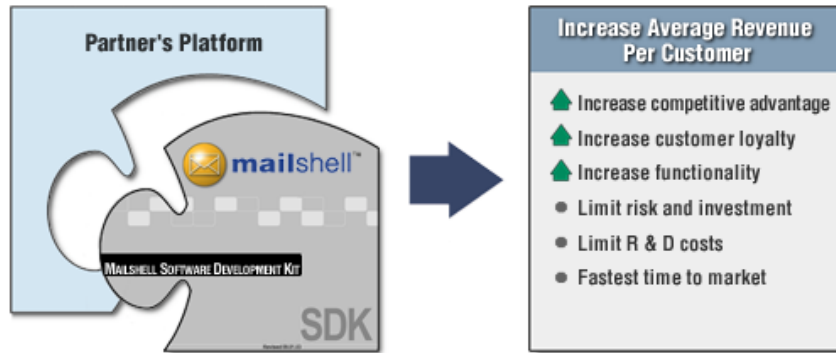 Partner's Platform
mailshell™
MAILSHELL SOFTWARE DEVELOPMENT KIT
SDK
Increase Average Revenue
Per Customer
Increase competitive advantage
Increase customer loyalty
Increase functionality
Limit risk and investment
Limit R & D costs
Fastest time to market